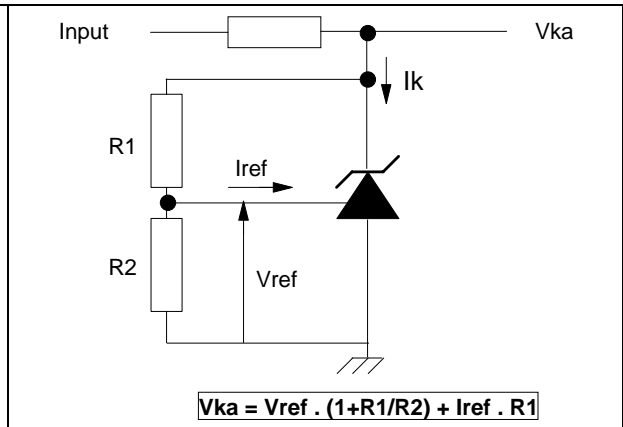 Input Vka
Ik
R1
Iref
R2
Vref
Vka = Vref . (1+R1/R2) + Iref . R1